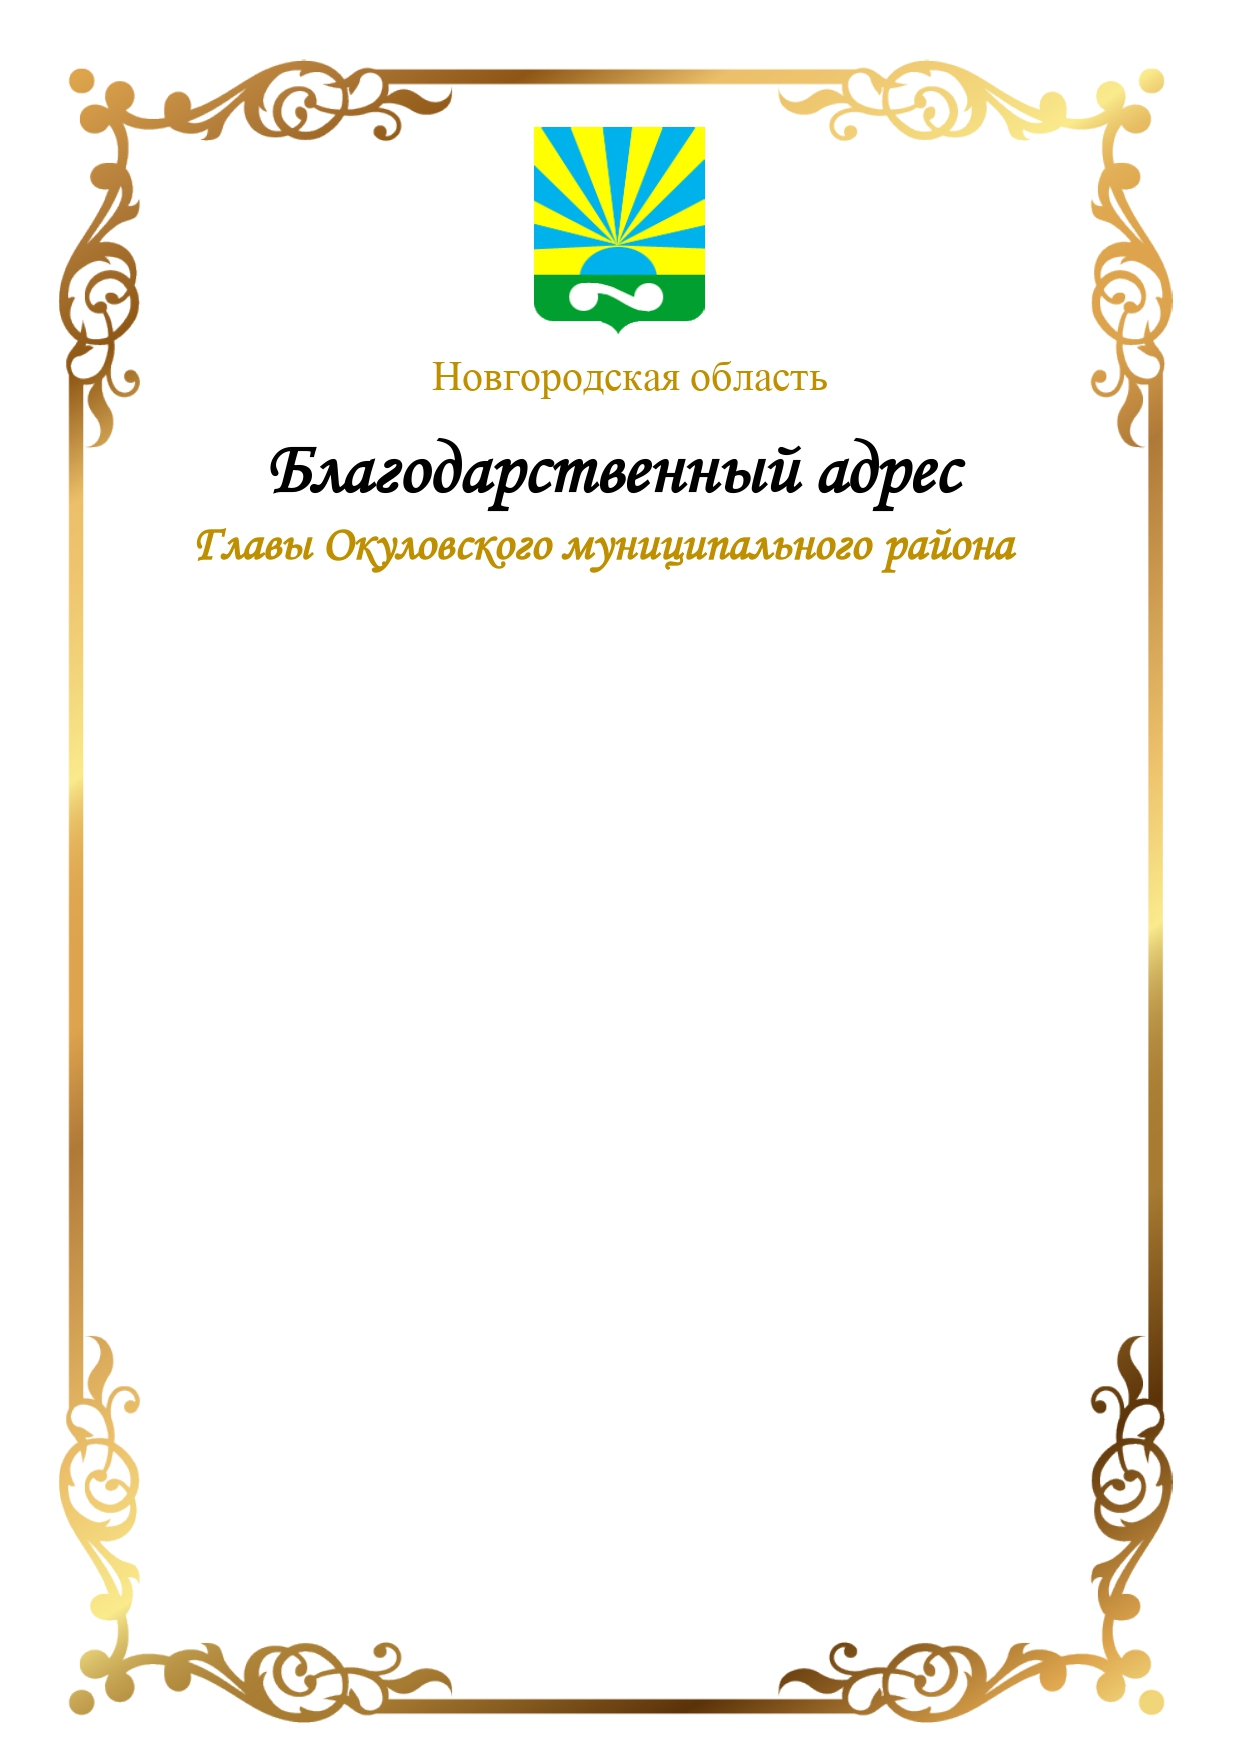 Новгородская область
Благодарственный адрес
Главы Окуловского муниципального района